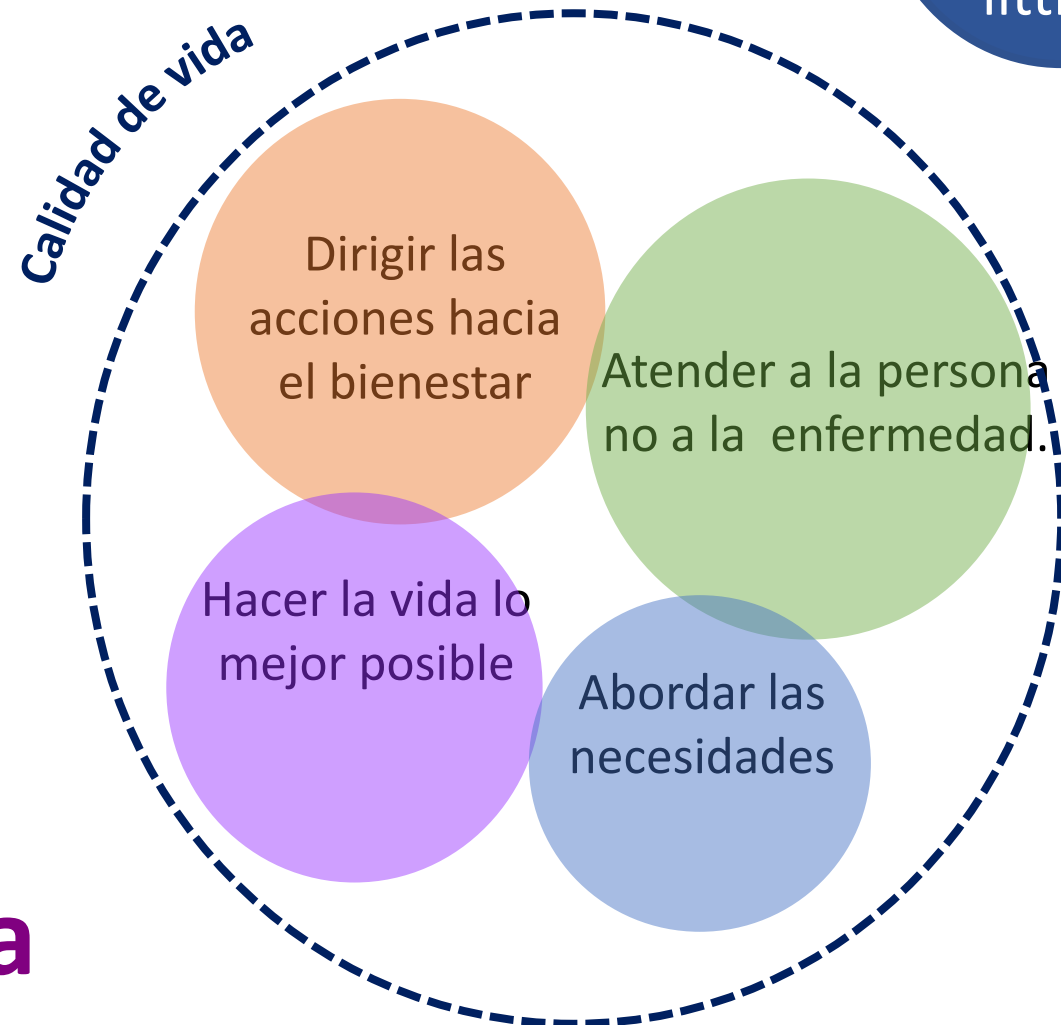 Calidad de vida
Dirigir las
acciones hacia
el bienestar
Atender a la persona
no a la  enfermedad.
Hacer la vida lo
mejor posible
Abordar las
necesidades
a